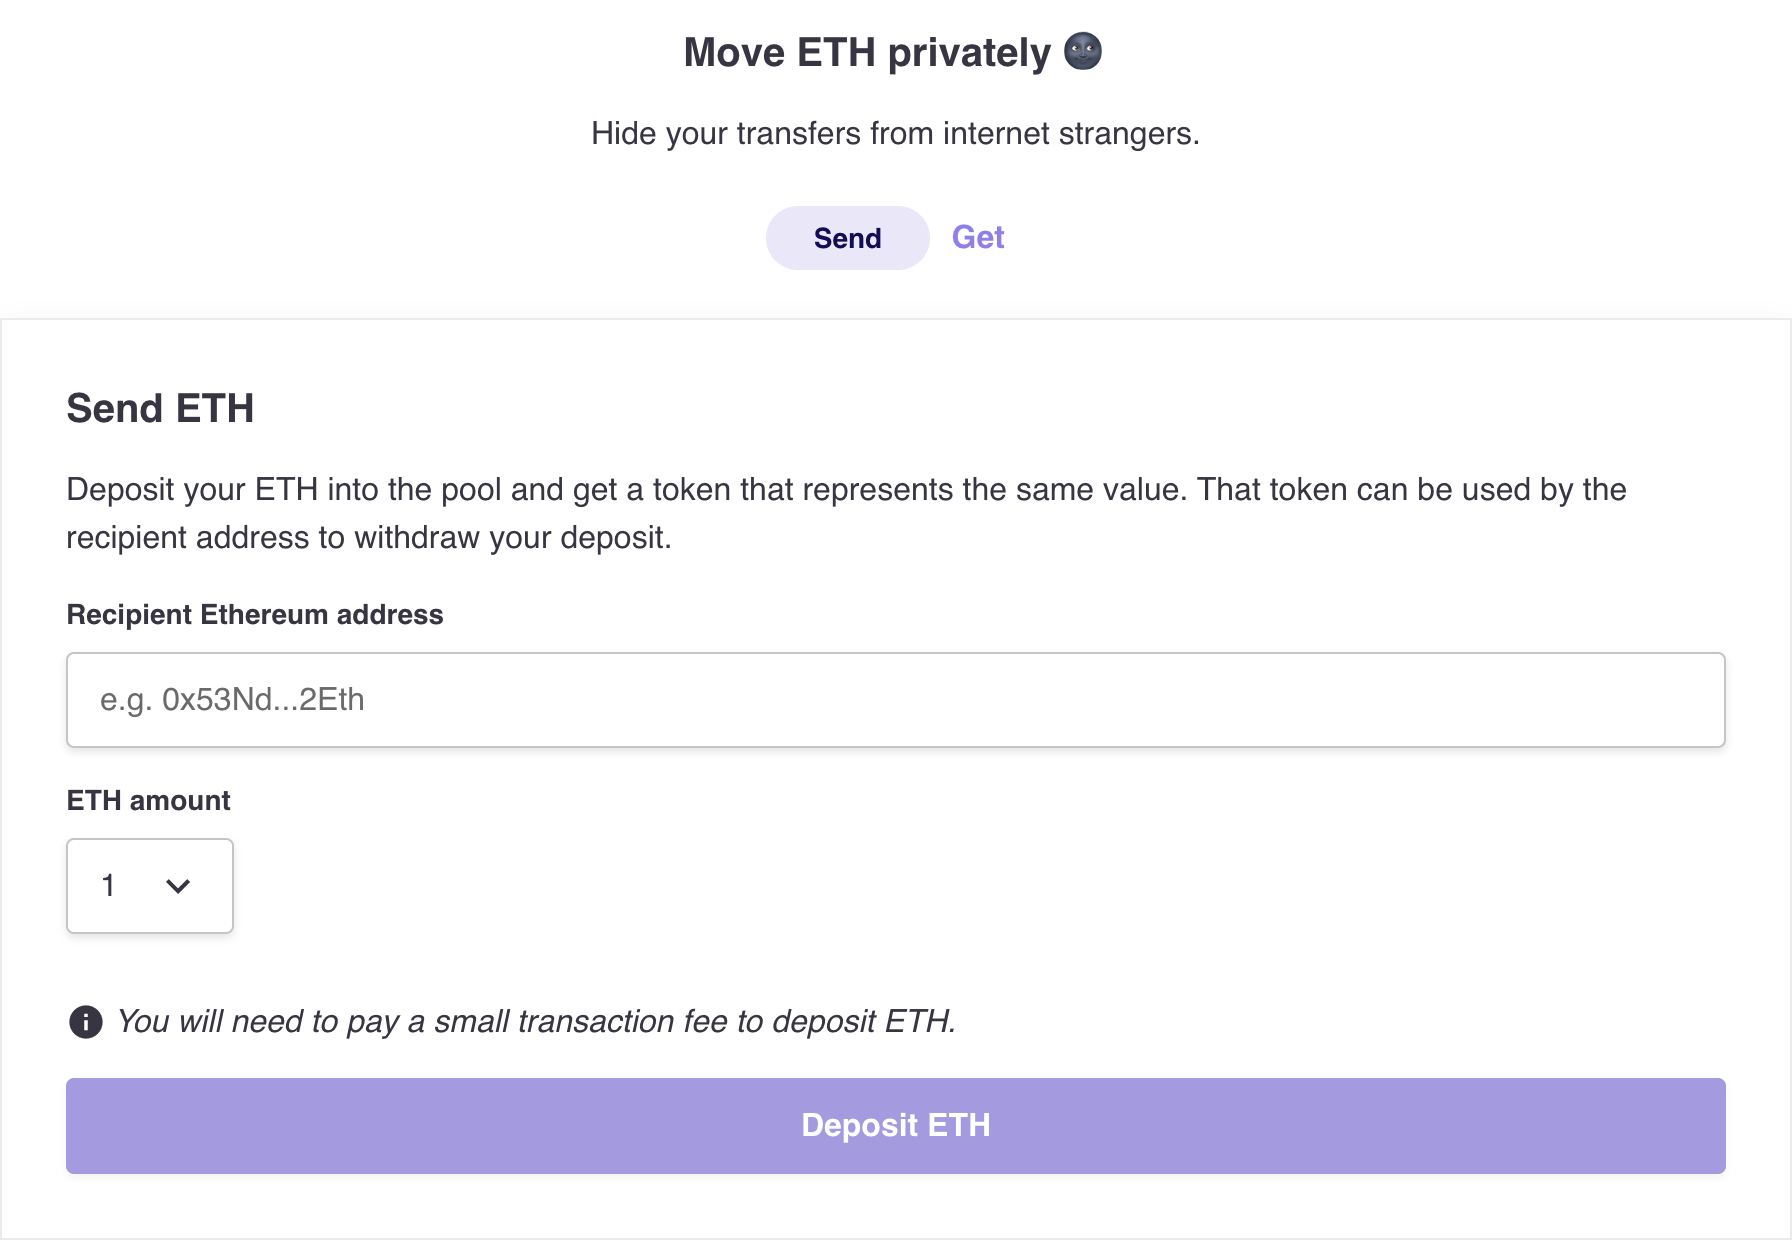 Move ETH privately 🌚
Hide your transfers from internet strangers.
Send Get
Send ETH
Deposit your ETH into the pool and get a token that represents the same value. That token can be used by the
recipient address to withdraw your deposit.
Recipient Ethereum address
e.g. 0x53Nd...2Eth
ETH amount
1
You will need to pay a small transaction fee to deposit ETH.
Deposit ETH